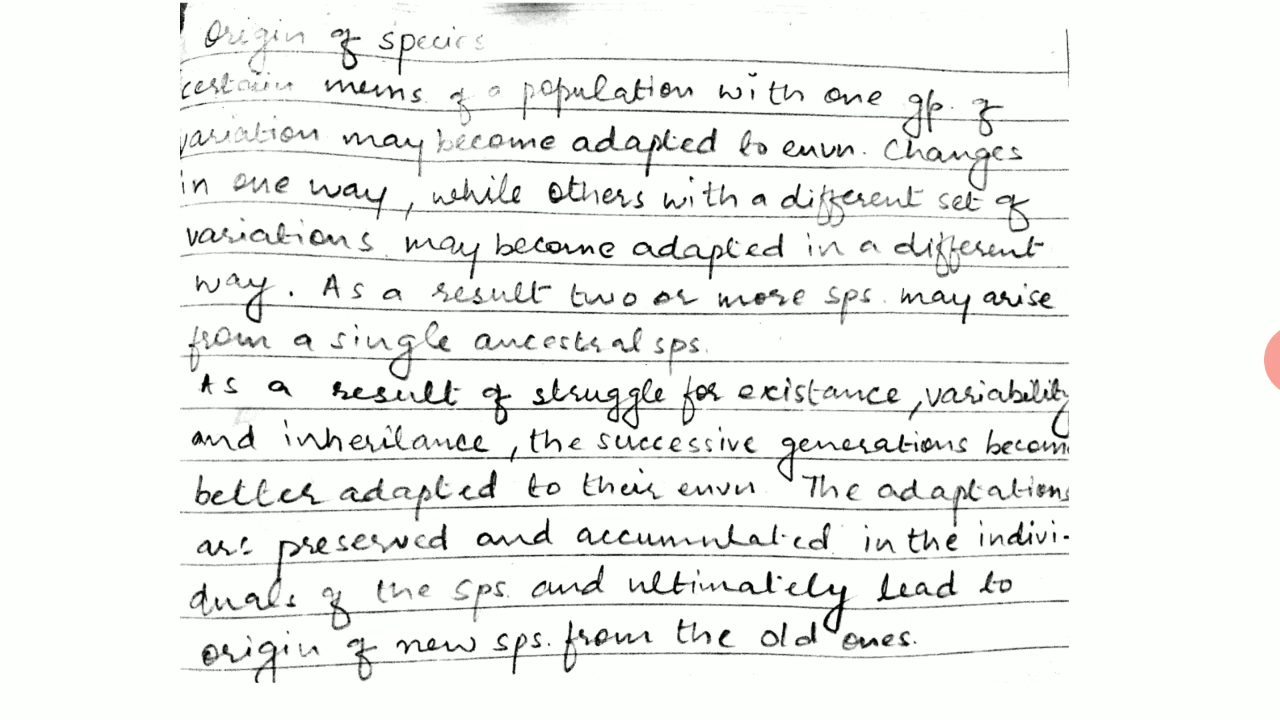 Origin of species
certain mems. of a population with one gp. of
variation may become adapted to envn. changes
in one way, while others with a different set of
variations may become adapted in a different
way. As a result two or more sps. may arise
from a single ancestral sps.
As a result of struggle for existance, variability
and inheritance, the successive generations becom
better adapted to their envn. The adaptations
are preserved and accumulated in the indivi-
duals of the sps. and ultimately lead to
origin of new sps. from the old ones.